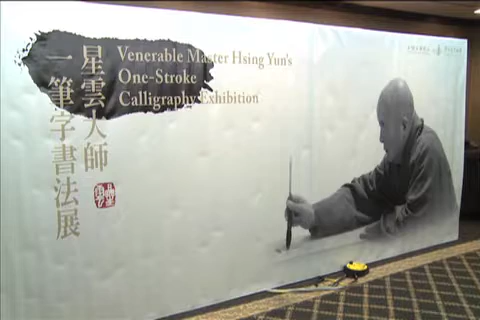 星雲大師
一筆字書法展
Venerable Master Hsing Yun's
One-Stroke
Calligraphy Exhibition